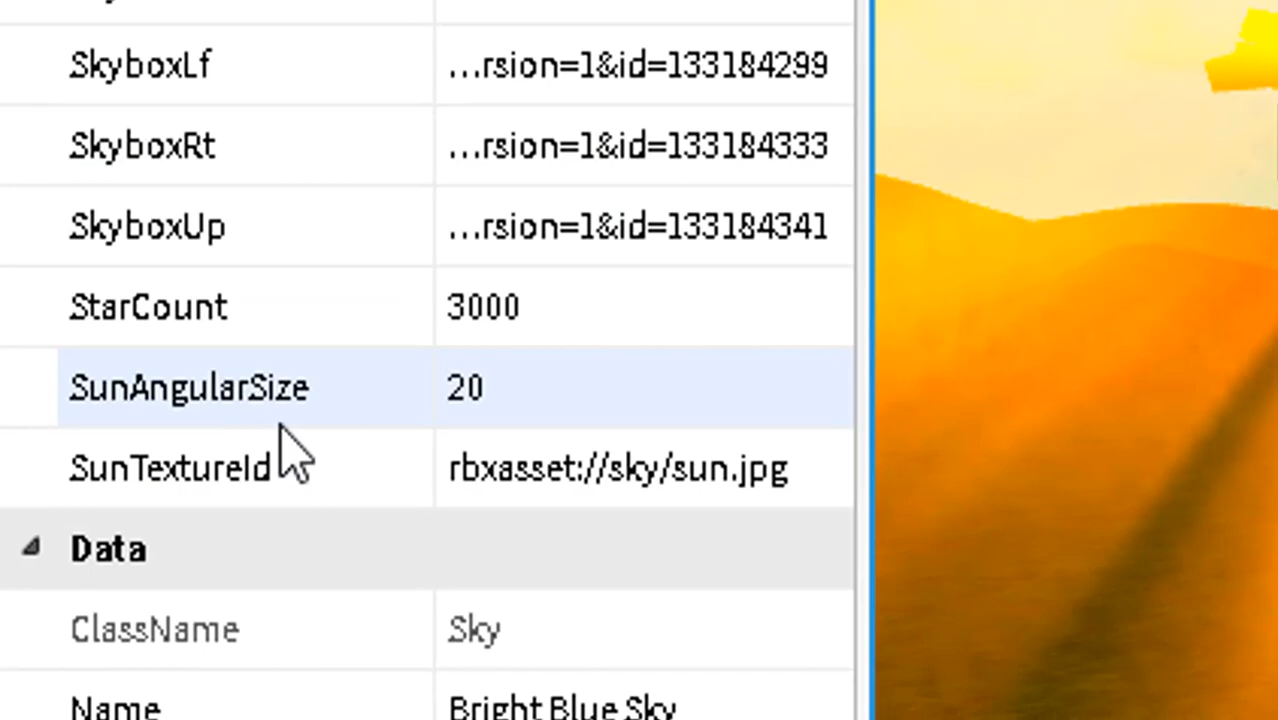 SkyboxLf ...rsion=1&id=133184299
SkyboxRt ...rsion=1&id=133184333
SkyboxUp ...rsion=1&id=133184341
StarCount 3000
SunAngularSize 20
SunTextureId rbxasset://sky/sun.jpg
Data
ClassName Sky
Name Bright Blue Sky